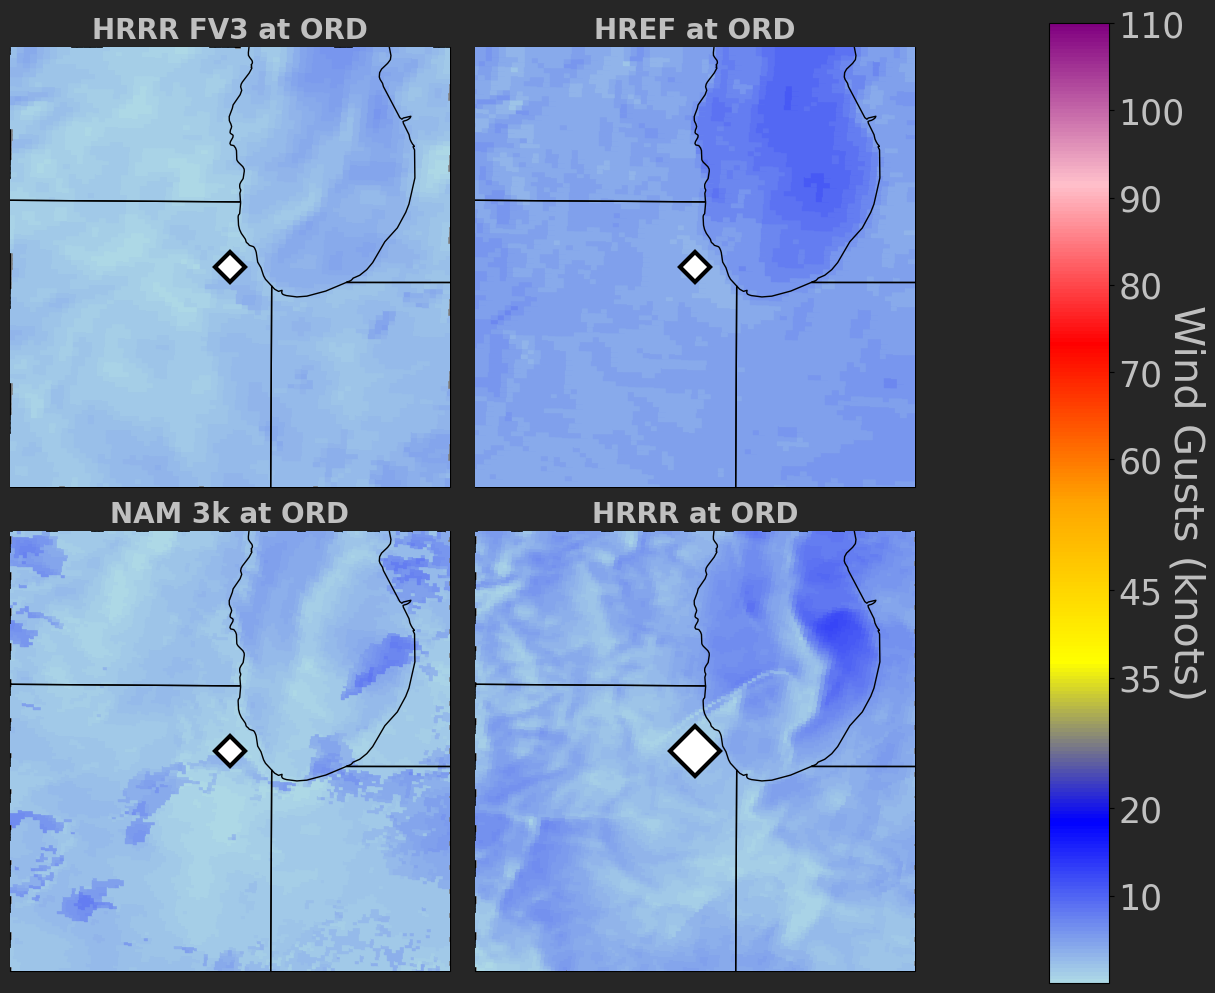 HRRR FV3 at ORD
HREF at ORD
NAM 3k at ORD
HRRR at ORD
110
100
90
80
70
60
45
35
20
10
Wind Gusts (knots)